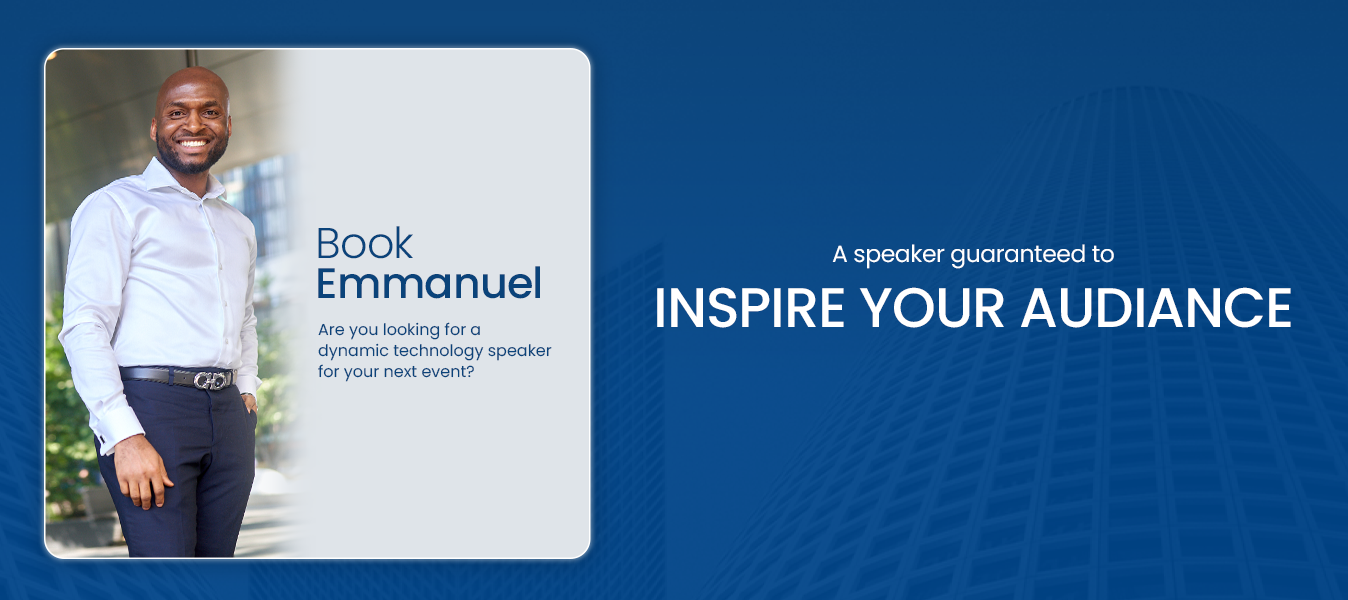 Book
Emmanuel
Are you looking for a
dynamic technology speaker
for your next event?
A speaker guaranteed to
INSPIRE YOUR AUDIANCE